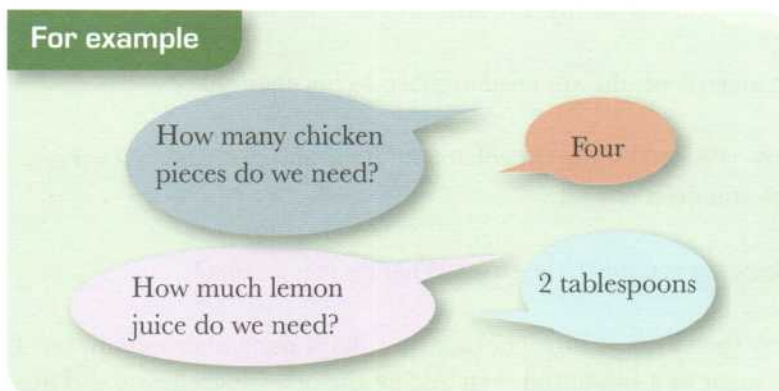 For example
How many chicken
pieces do we need?
Four
How much lemon
juice do we need?
2 tablespoons